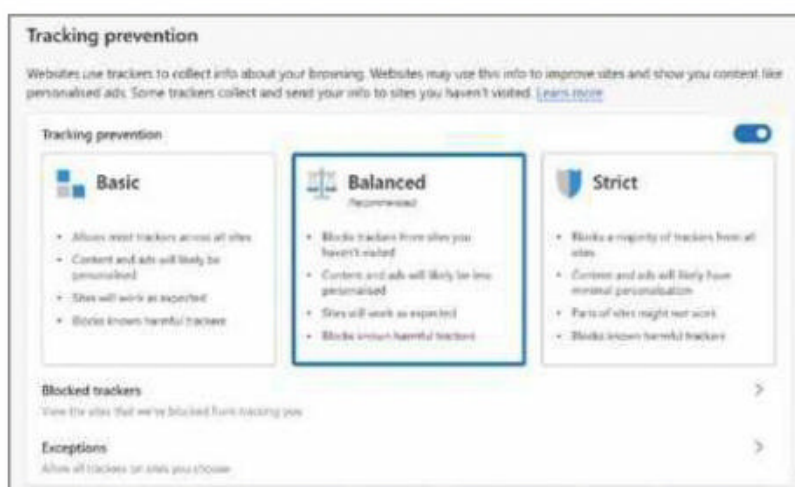 Tracking prevention
Websites use trackers to collect info about your browsing. Websites may use this info to improve sites and show you content like
personalised ads. Some trackers collect and send your info to sites you haven't visited. Learn more
Tracking prevention
Basic
• Allows most trackers across all sites
• Content and ads will likely be
personalised
• Sites will work as expected
• Blocks known harmful trackers
Balanced
Recommended
• Blocks trackers from sites you
haven't visited
• Content and ads will likely be less
personalised
• Sites will work as expected
• Blocks known harmful trackers
Strict
• Blocks a majority of trackers from all
sites
• Content and ads will likely have
minimal personalisation
• Parts of sites might not work
• Blocks known harmful trackers
Blocked trackers
View the sites that we've blocked from tracking you
Exceptions
Allow all trackers on sites you choose